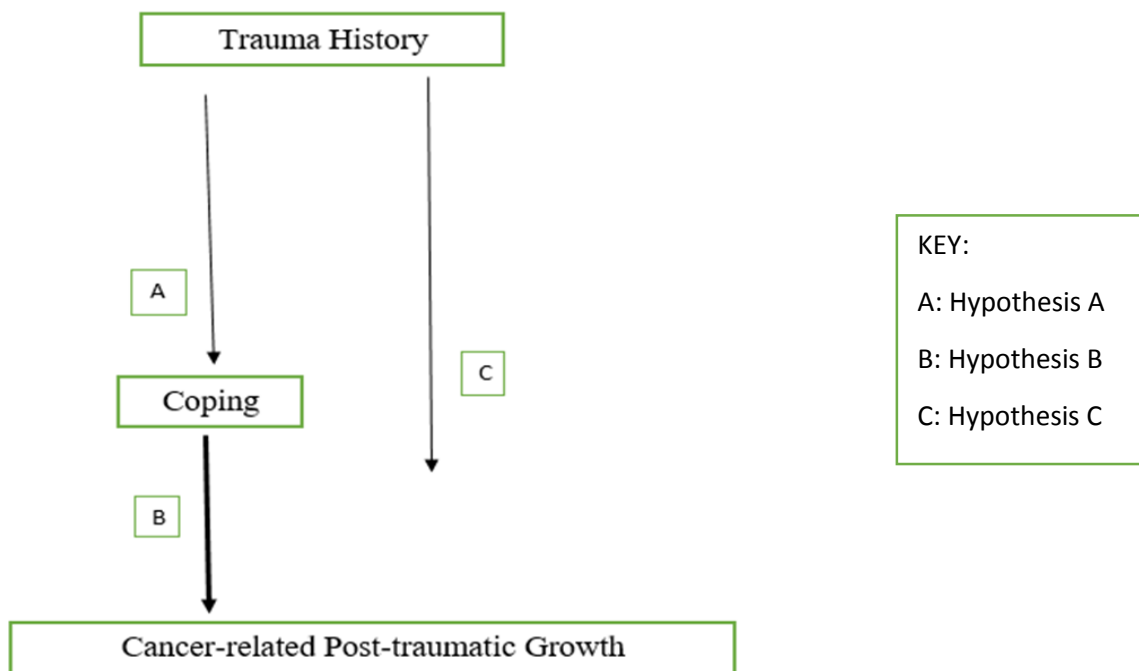 Trauma History
A
C
Coping
B
Cancer-related Post-traumatic Growth
KEY:
A: Hypothesis A
B: Hypothesis B
C: Hypothesis C